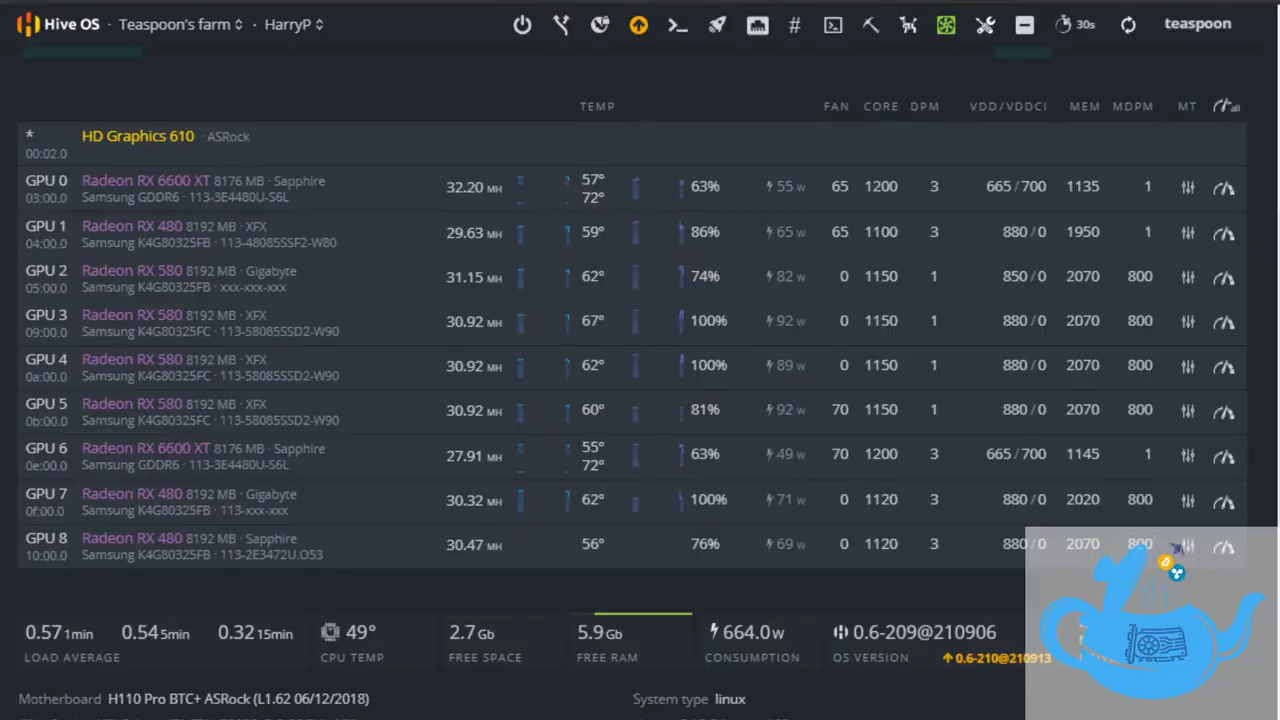 Hive OS Teaspoon's farm · HarryP # 30s teaspoon
TEMP FAN CORE DPM VDD/VDDCI MEM MDPM MT all
* HD Graphics 610 · ASRock
00:02.0
GPU 0 Radeon RX 6600 XT 8176 MB · Sapphire 32.20 MH 57° 63% 55 w 65 1200 3 665/700 1135 1
03:00.0 Samsung GDDR6 · 113-3E4480U-S6L 72°
GPU 1 Radeon RX 480 8192 MB · XFX 29.63 MH 59° 86% 65 w 65 1100 3 880/0 1950 1
04:00.0 Samsung K4G80325FB · 113-48085SSF2-W80
GPU 2 Radeon RX 580 8192 MB · Gigabyte 31.15 MH 62° 74% 82 w 0 1150 1 850/0 2070 800
05:00.0 Samsung K4G80325FB · xxx-xxx-xxx
GPU 3 Radeon RX 580 8192 MB · XFX 30.92 MH 67° 100% 92 w 0 1150 1 880/0 2070 800
09:00.0 Samsung K4G80325FC · 113-58085SSD2-W90
GPU 4 Radeon RX 580 8192 MB · XFX 30.92 MH 62° 100% 89 w 0 1150 1 880/0 2070 800
0a:00.0 Samsung K4G80325FC · 113-58085SSD2-W90
GPU 5 Radeon RX 580 8192 MB · XFX 30.92 MH 60° 81% 92 w 70 1150 1 880/0 2070 800
0b:00.0 Samsung K4G80325FC · 113-58085SSD2-W90
GPU 6 Radeon RX 6600 XT 8176 MB · Sapphire 27.91 MH 55° 63% 49 w 70 1200 3 665/700 1145 1
0e:00.0 Samsung GDDR6 · 113-3E4480U-S6L 72°
GPU 7 Radeon RX 480 8192 MB · Gigabyte 30.32 MH 62° 100% 71 w 0 1120 3 880/0 2020 800
0f:00.0 Samsung K4G80325FB · 113-xxx-xxx
GPU 8 Radeon RX 480 8192 MB · Sapphire 30.47 MH 56° 76% 69 w 0 1120 3 880/0 2070 800
10:00.0 Samsung K4G80325FB · 113-2E3472U.O53
0.57 1min 0.54 5min 0.32 15min 49° 2.7 Gb 5.9 Gb 664.0 w 0.6-209@210906
LOAD AVERAGE CPU TEMP FREE SPACE FREE RAM CONSUMPTION OS VERSION 0.6-210@210913
Motherboard H110 Pro BTC+ ASRock (L1.62 06/12/2018) System type linux